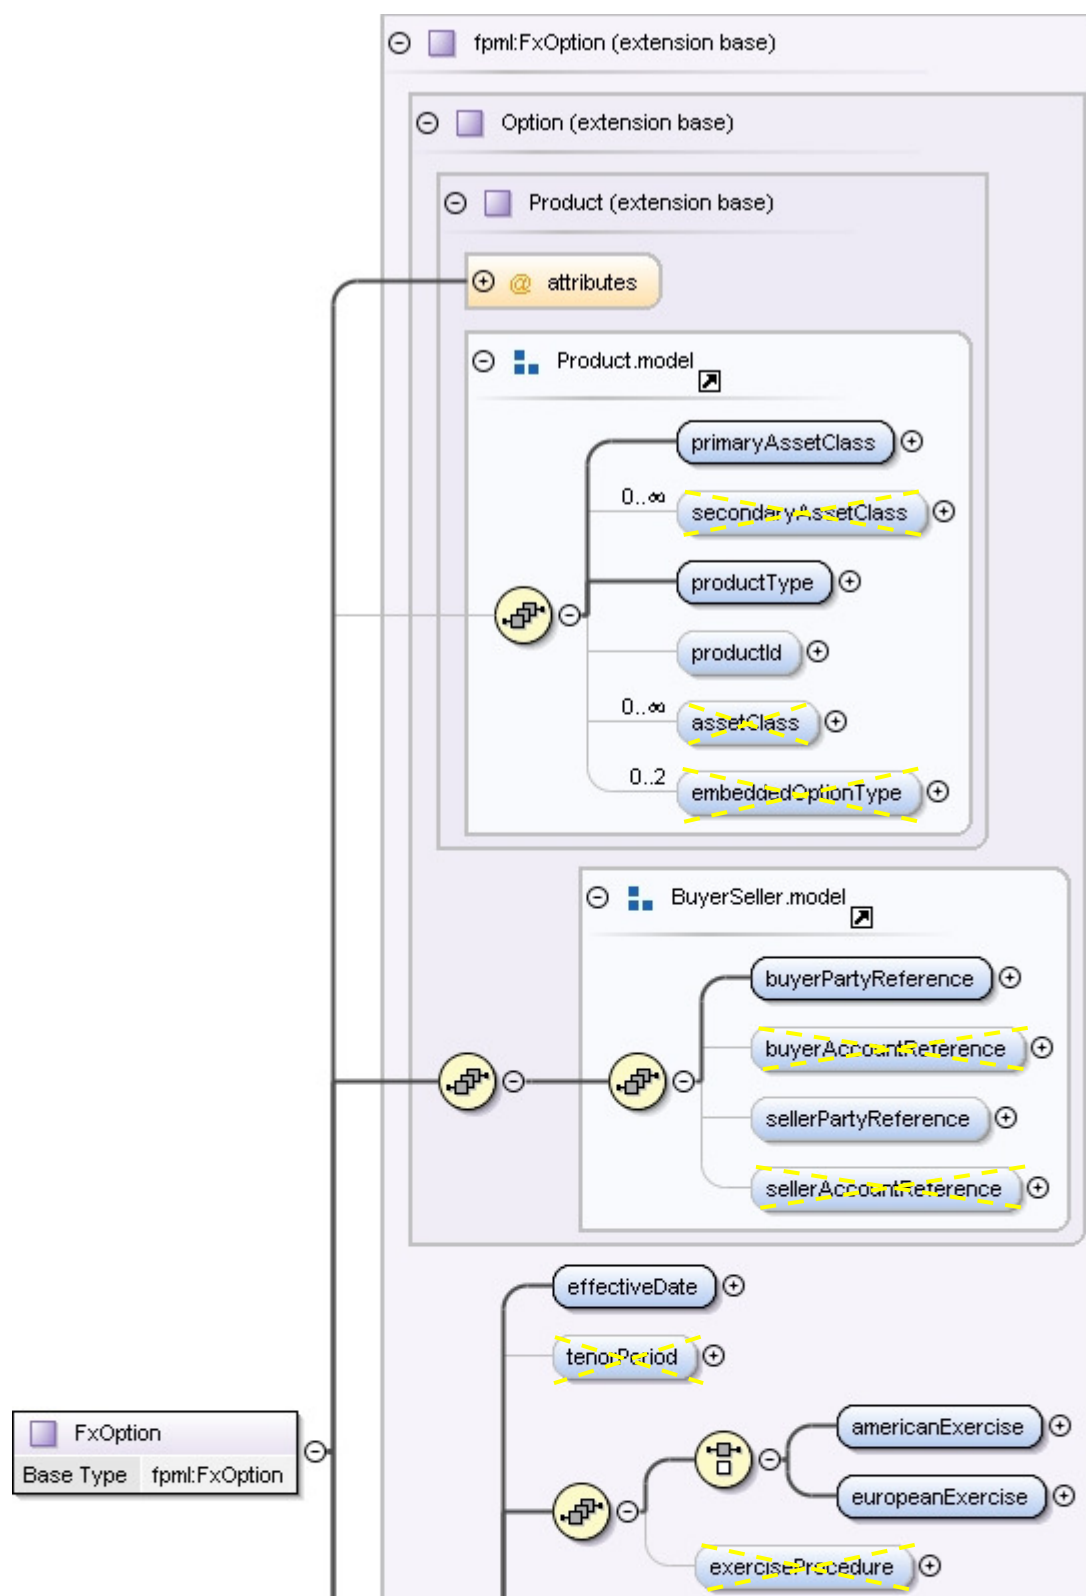 fpml:FxOption (extension base)
Option (extension base)
Product (extension base)
@ attributes
Product.model
primaryAssetClass
0..∞
secondaryAssetClass
productType
productId
0..∞
assetClass
0..2
embeddedOptionType
BuyerSeller.model
buyerPartyReference
buyerAccountReference
sellerPartyReference
sellerAccountReference
effectiveDate
tenorPeriod
FxOption
Base Type fpml:FxOption
americanExercise
europeanExercise
exerciseProcedure